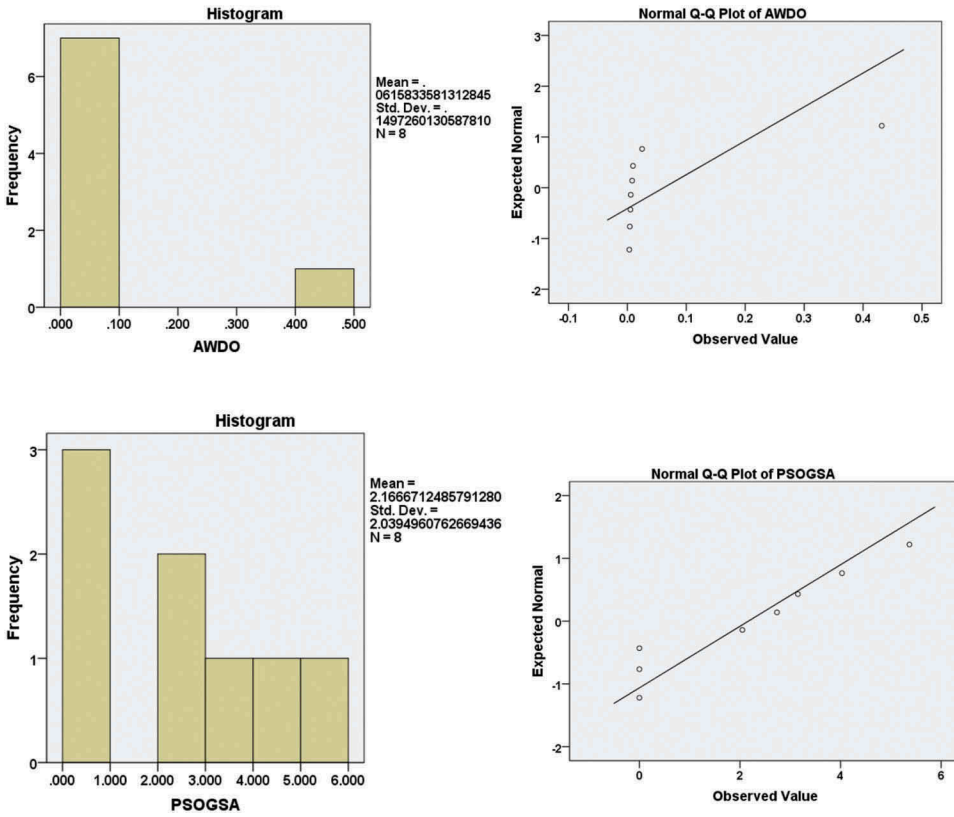 Histogram
Frequency
6
4
2
0
.000 .100 .200 .300 .400 .500
AWDO
Mean = .
0615833581312845
Std. Dev. = .
1497260130587810
N = 8
Normal Q-Q Plot of AWDO
Expected Normal
3
2
1
0
-1
-2
-0.1 0.0 0.1 0.2 0.3 0.4 0.5
Observed Value
Histogram
Frequency
3
2
1
0
.000 1.000 2.000 3.000 4.000 5.000 6.000
PSOGSA
Mean =
2.1666712485791280
Std. Dev. =
2.0394960762669436
N = 8
Normal Q-Q Plot of PSOGSA
Expected Normal
2
1
0
-1
-2
0 2 4 6
Observed Value